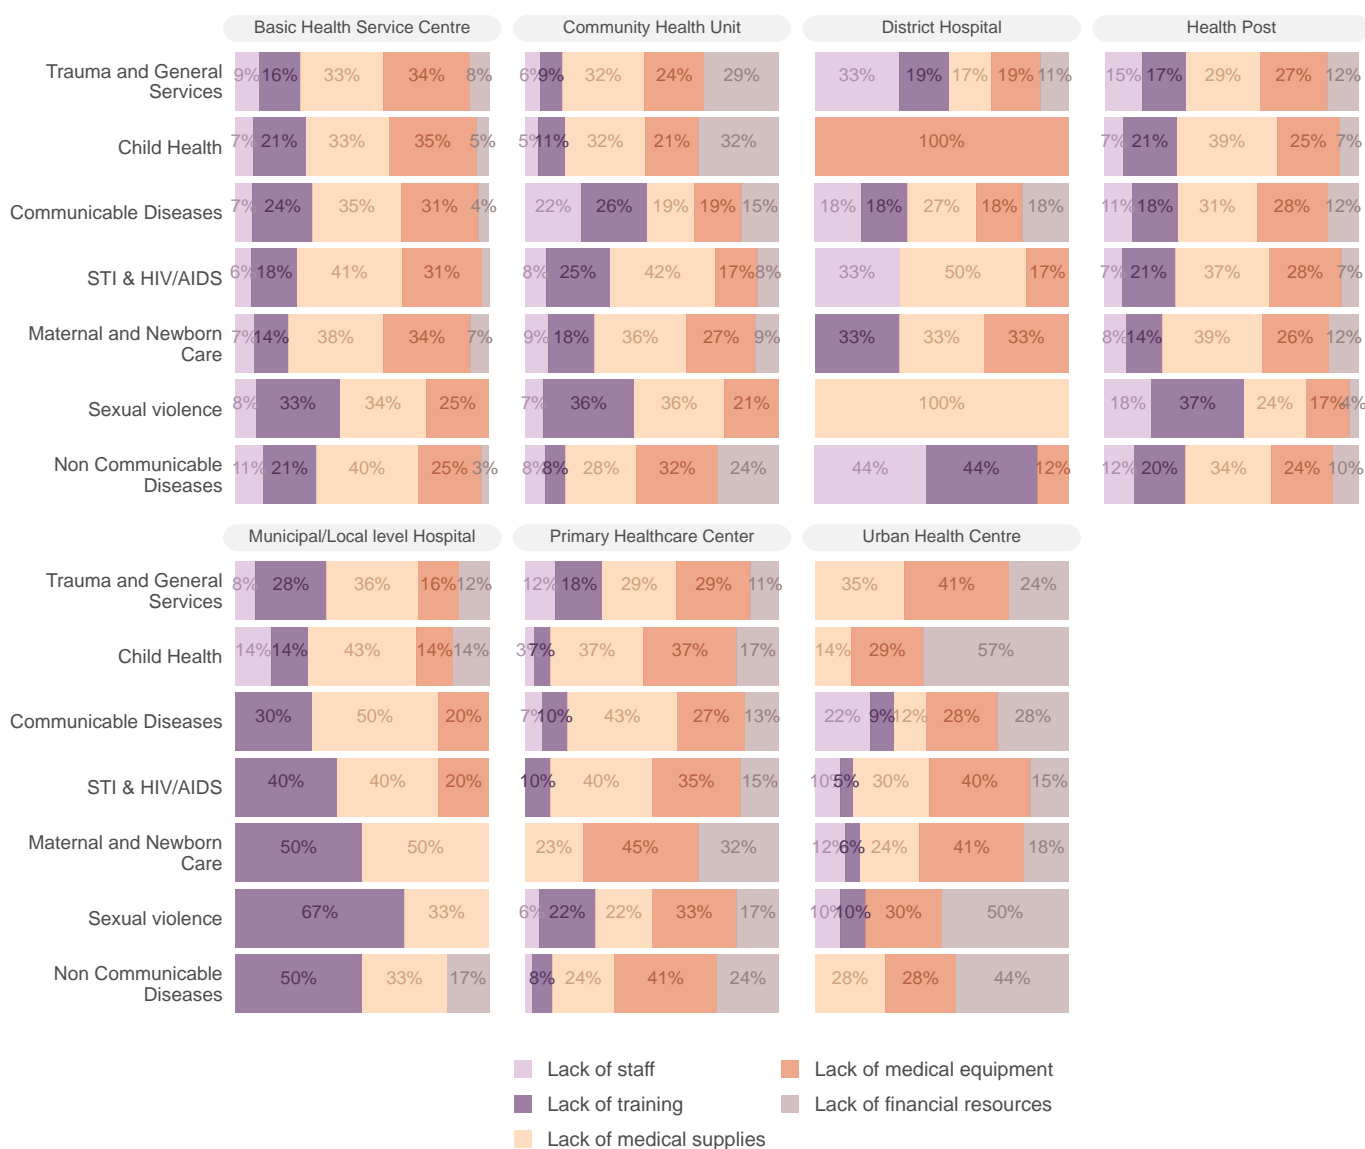 Basic Health Service Centre Community Health Unit District Hospital Health Post
Trauma and General
Services
9% 16% 33% 34% 8% 6% 9% 32% 24% 29% 33% 19% 17% 19% 11% 15% 17% 29% 27% 12%
Child Health 7% 21% 33% 35% 5% 5% 11% 32% 21% 32% 100% 7% 21% 39% 25% 7%
Communicable Diseases 7% 24% 35% 31% 4% 22% 26% 19% 19% 15% 18% 18% 27% 18% 18% 11% 18% 31% 28% 12%
STI & HIV/AIDS 6% 18% 41% 31% 8% 25% 42% 17% 8% 33% 50% 17% 7% 21% 37% 28% 7%
Maternal and Newborn
Care
7% 14% 38% 34% 7% 9% 18% 36% 27% 9% 33% 33% 33% 8% 14% 39% 26% 12%
Sexual violence 8% 33% 34% 25% 7% 36% 36% 21% 100% 18% 37% 24% 17% 4%
Non Communicable
Diseases
11% 21% 40% 25% 3% 8% 8% 28% 32% 24% 44% 44% 12% 12% 20% 34% 24% 10%
Municipal/Local level Hospital Primary Healthcare Center Urban Health Centre
Trauma and General
Services
8% 28% 36% 16% 12% 12% 18% 29% 29% 11% 35% 41% 24%
Child Health 14% 14% 43% 14% 14% 3% 7% 37% 37% 17% 14% 29% 57%
Communicable Diseases 30% 50% 20% 7% 10% 43% 27% 13% 22% 9% 12% 28% 28%
STI & HIV/AIDS 40% 40% 20% 10% 40% 35% 15% 10% 5% 30% 40% 15%
Maternal and Newborn
Care
50% 50% 23% 45% 32% 12% 6% 24% 41% 18%
Sexual violence 67% 33% 6% 22% 22% 33% 17% 10% 10% 30% 50%
Non Communicable
Diseases
50% 33% 17% 8% 24% 41% 24% 28% 28% 44%
Lack of staff
Lack of training
Lack of medical supplies
Lack of medical equipment
Lack of financial resources